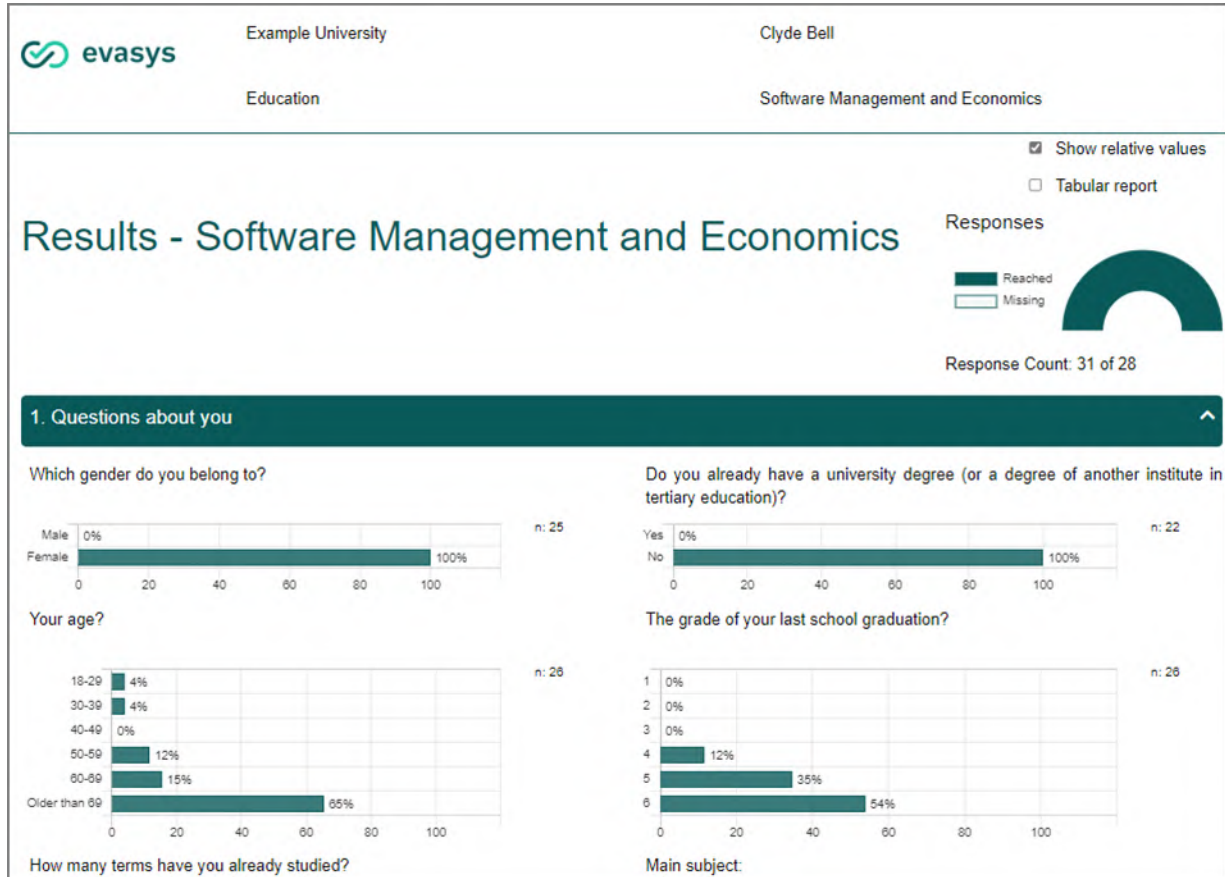 evasys
Example University
Clyde Bell
Education
Software Management and Economics
Show relative values
Tabular report
Results - Software Management and Economics
Responses
Reached
Missing
Response Count: 31 of 28
1. Questions about you
Which gender do you belong to?
Male 0%
Female 100%
0 20 40 60 80 100
n: 25
Do you already have a university degree (or a degree of another institute in
tertiary education)?
Yes 0%
No 100%
0 20 40 60 80 100
n: 22
Your age?
18-29 4%
30-39 4%
40-49 0%
50-59 12%
60-69 15%
Older than 69 65%
0 20 40 60 80 100
n: 26
The grade of your last school graduation?
1 0%
2 0%
3 0%
4 12%
5 35%
6 54%
0 20 40 60 80 100
n: 26
How many terms have you already studied?
Main subject: